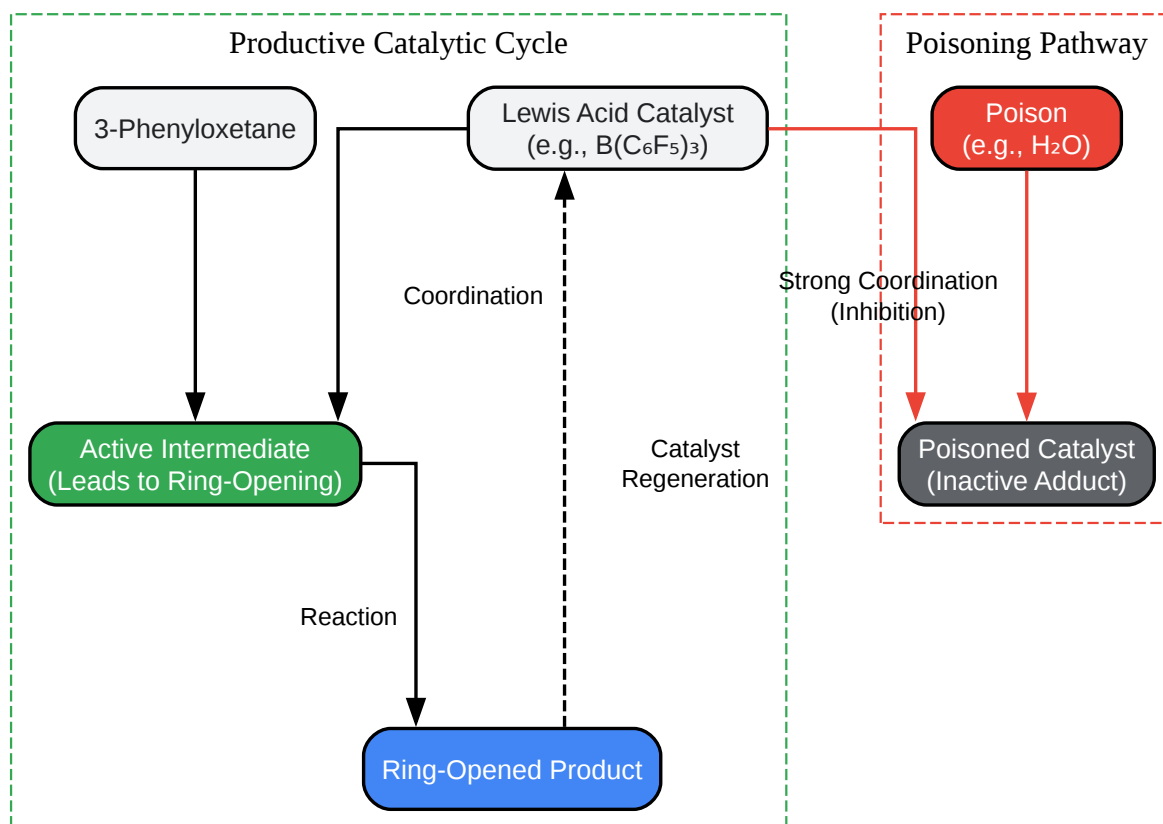 Productive Catalytic Cycle
Poisoning Pathway
3-Phenyloxetane
Lewis Acid Catalyst
(e.g., B(C₆F₅)₃)
Poison
(e.g., H₂O)
Coordination
Strong Coordination
(Inhibition)
Active Intermediate
(Leads to Ring-Opening)
Catalyst
Regeneration
Poisoned Catalyst
(Inactive Adduct)
Reaction
Ring-Opened Product